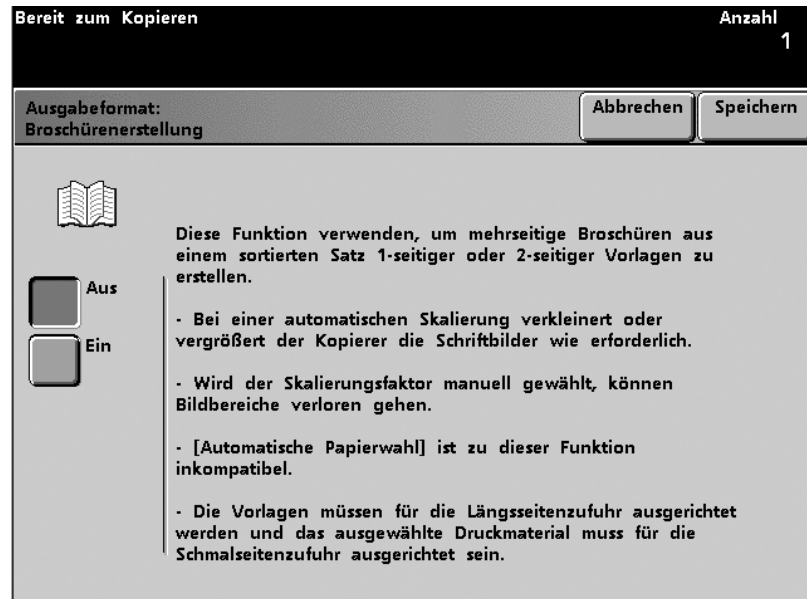 Bereit zum Kopieren
Anzahl
1
Ausgabeformat:
Broschürenerstellung
Abbrechen
Speichern
Aus
Ein
Diese Funktion verwenden, um mehrseitige Broschüren aus
einem sortierten Satz 1-seitiger oder 2-seitiger Vorlagen zu
erstellen.
- Bei einer automatischen Skalierung verkleinert oder
vergrößert der Kopierer die Schriftbilder wie erforderlich.
- Wird der Skalierungsfaktor manuell gewählt, können
Bildbereiche verloren gehen.
- [Automatische Papierwahl] ist zu dieser Funktion
inkompatibel.
- Die Vorlagen müssen für die Längsseitenzufuhr ausgerichtet
werden und das ausgewählte Druckmaterial muss für die
Schmalseitenzufuhr ausgerichtet sein.